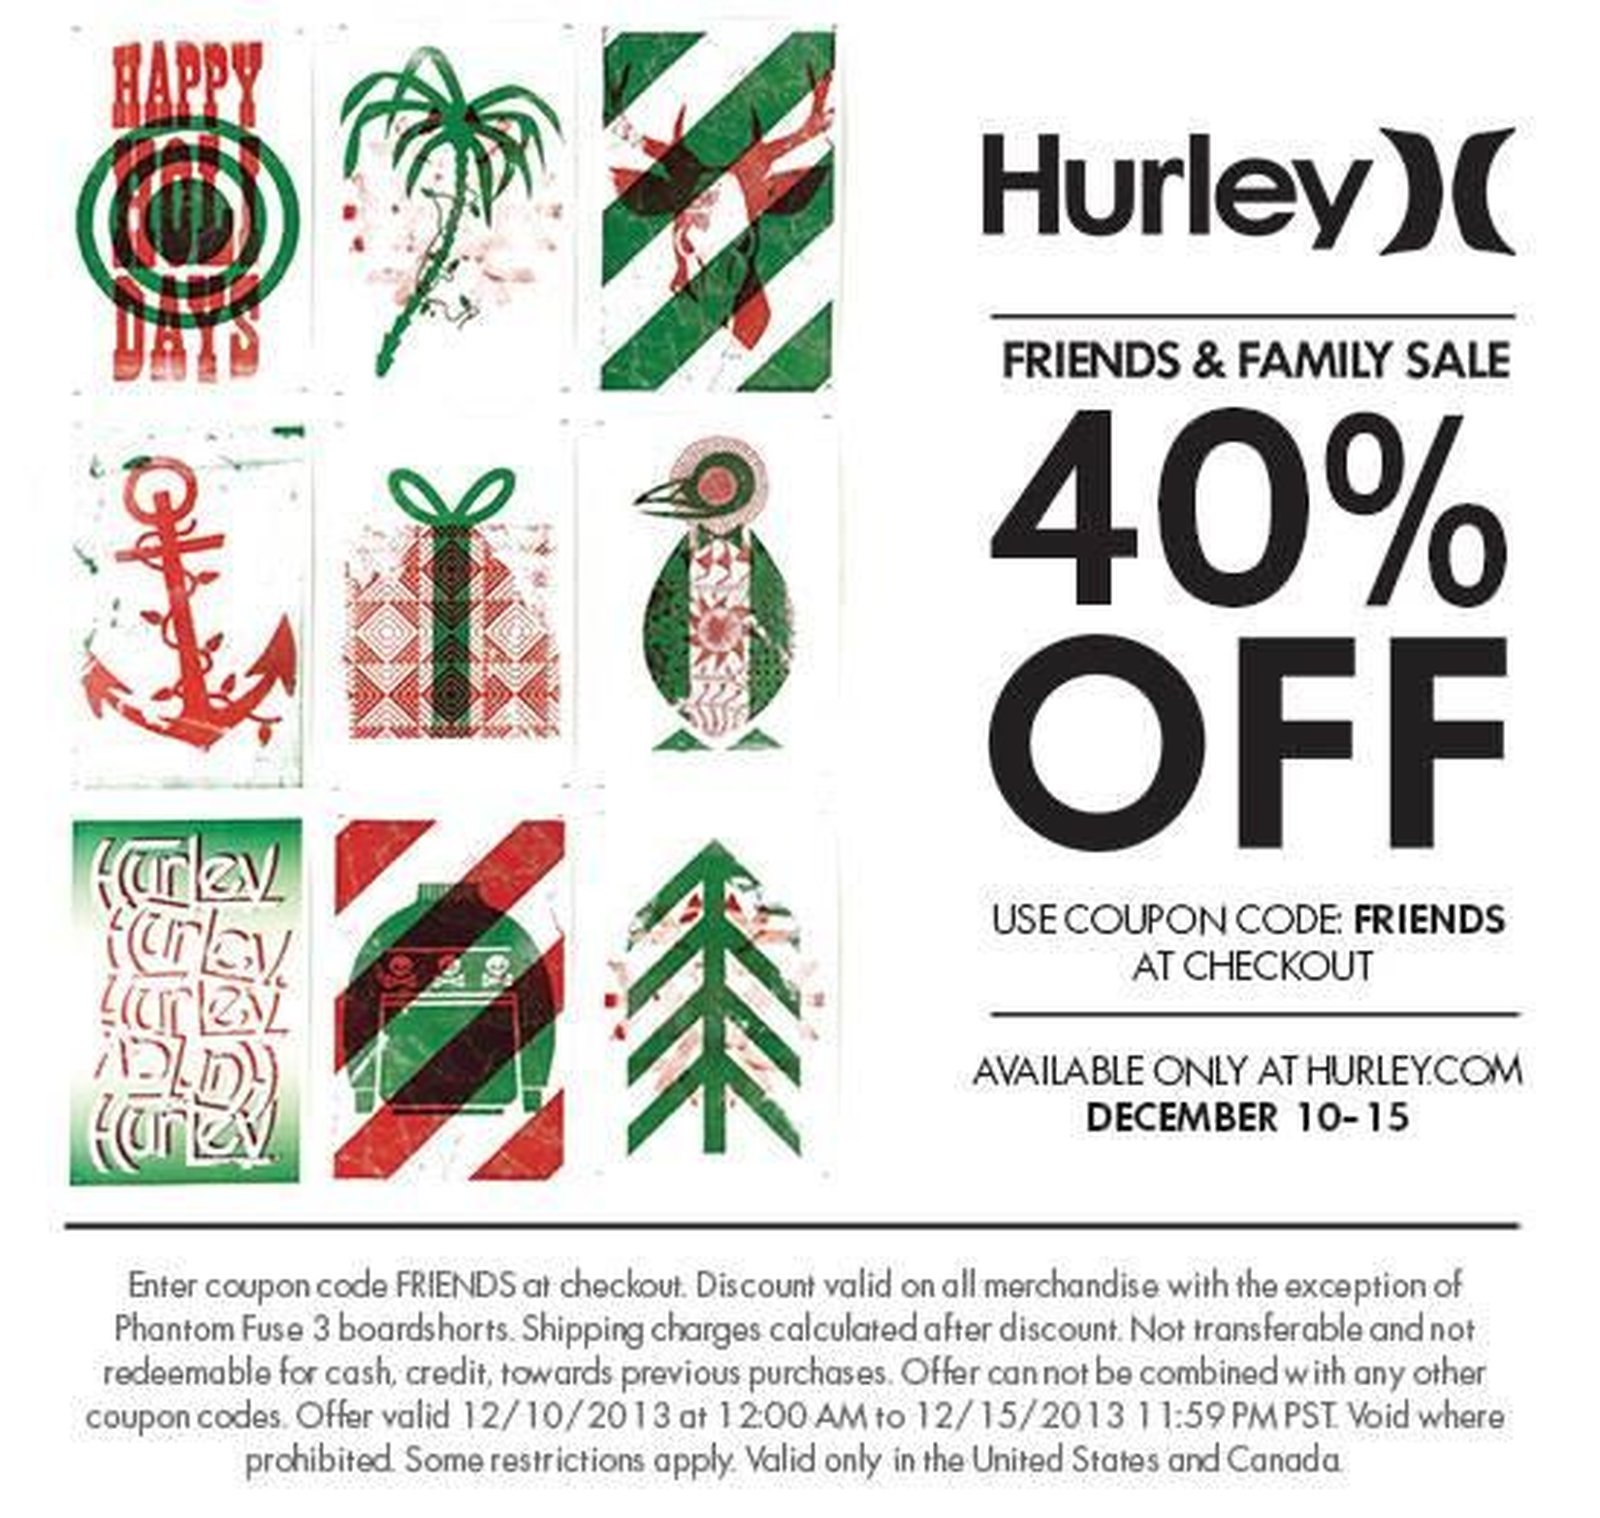 HAPPY
HOLI
DAYS
Hurley
Hurley
Hurley
Hurley
Hurley
FRIENDS & FAMILY SALE
40%
OFF
USE COUPON CODE: FRIENDS
AT CHECKOUT
AVAILABLE ONLY AT HURLEY.COM
DECEMBER 10-15
Enter coupon code FRIENDS at checkout. Discount valid on all merchandise with the exception of
Phantom Fuse 3 boardshorts. Shipping charges calculated after discount. Not transferable and not
redeemable for cash, credit, towards previous purchases. Offer can not be combined with any other
coupon codes. Offer valid 12/10/2013 at 12:00 AM to 12/15/2013 11:59 PM PST. Void where
prohibited. Some restrictions apply. Valid only in the United States and Canada.